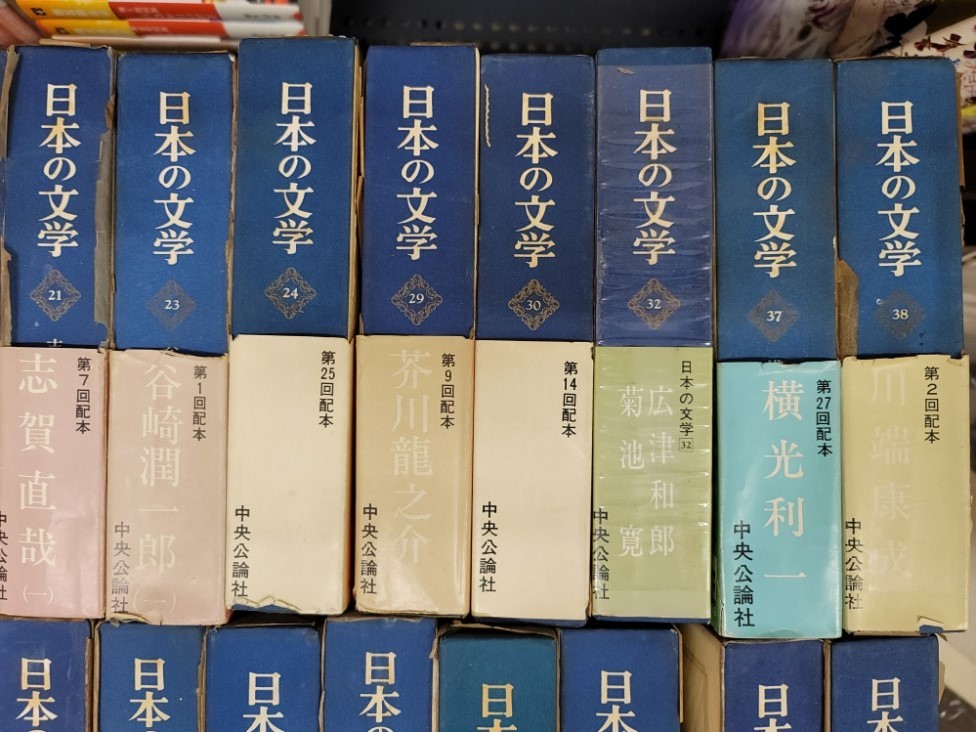 日本の文学
21
志賀直哉(一)
第7回配本
中央公論社
日本の文学
23
谷崎潤一郎(一)
第1回配本
中央公論社
日本の文学
24
第25回配本
中央公論社
日本の文学
29
芥川龍之介
第9回配本
中央公論社
日本の文学
30
第14回配本
中央公論社
日本の文学
32
日本の文学 32
広津和郎
菊池寛
中央公論社
日本の文学
37
横光利一
第27回配本
中央公論社
日本の文学
38
川端康成
第2回配本
中央公論社
日本の
日本の
日本
日本の
日本
日本
日本
日本